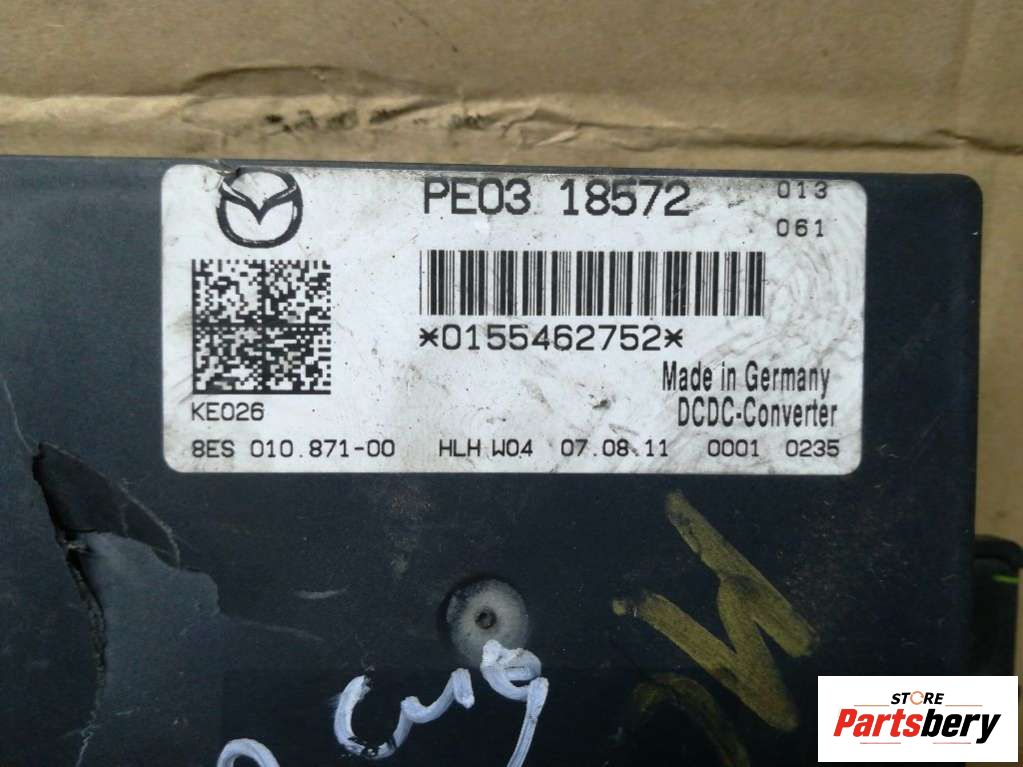 PE03 18572
013
061
*0155462752*
Made in Germany
DCDC-Converter
KE026
8ES 010.871-00 HLH W04 07.08.11 0001 0235
STORE
Partsbery